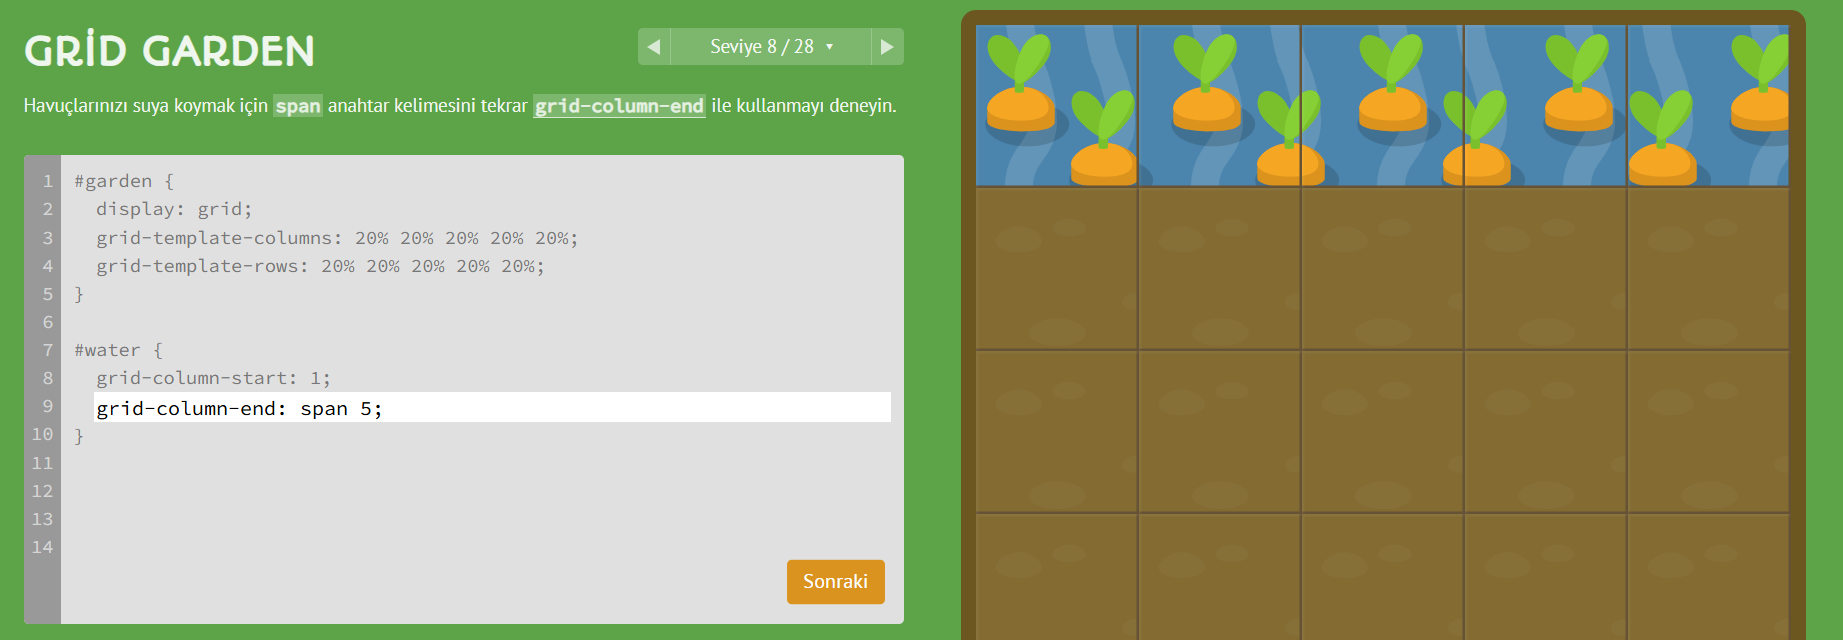 GRİD GARDEN
◀ Seviye 8 / 28 ▼ ▶
Havuçlarınızı suya koymak için span anahtar kelimesini tekrar grid-column-end ile kullanmayı deneyin.
1 #garden {
2 display: grid;
3 grid-template-columns: 20% 20% 20% 20% 20%;
4 grid-template-rows: 20% 20% 20% 20% 20%;
5 }
6
7 #water {
8 grid-column-start: 1;
9 grid-column-end: span 5;
10 }
11
12
13
14
Sonraki